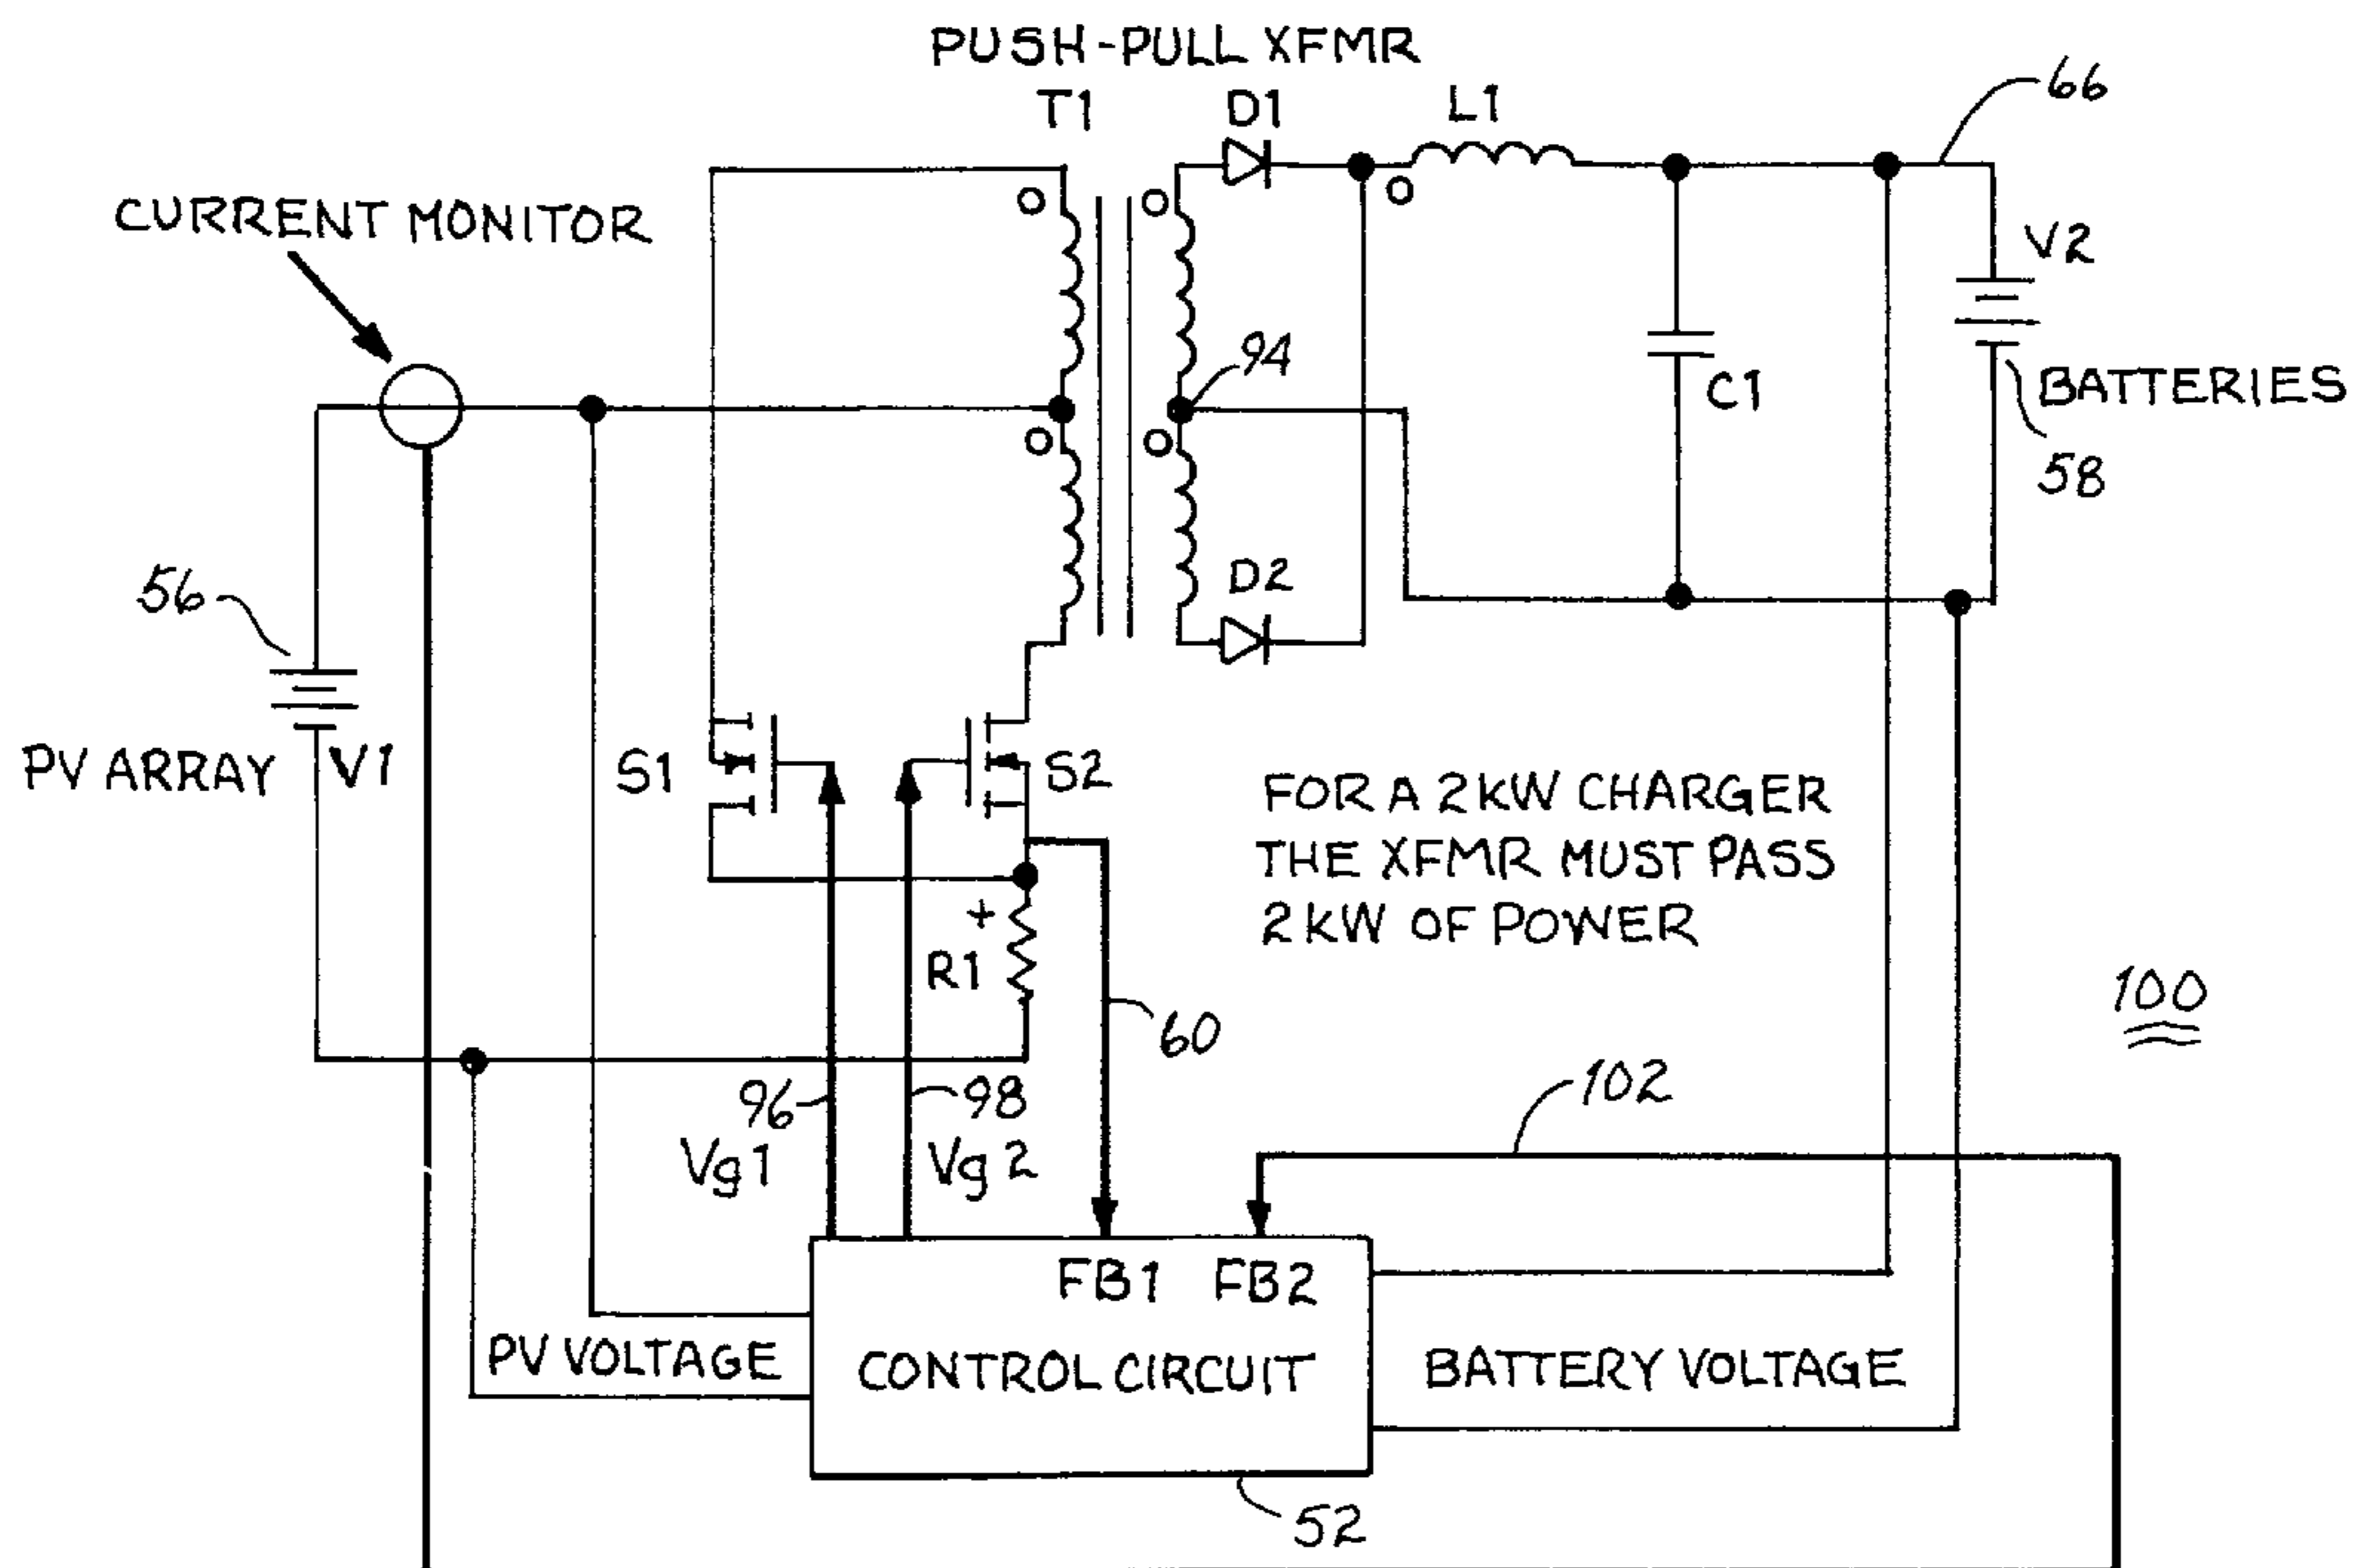 PUSH-PULL XFMR
T1
D1
L1
66
CURRENT MONITOR
V2
94
C1
BATTERIES
58
56
D2
PV ARRAY V1
S1
S2
FOR A 2KW CHARGER
THE XFMR MUST PASS
2KW OF POWER
+
R1
100
60
102
96
98
Vg1
Vg2
FB1 FB2
PV VOLTAGE
CONTROL CIRCUIT
BATTERY VOLTAGE
52